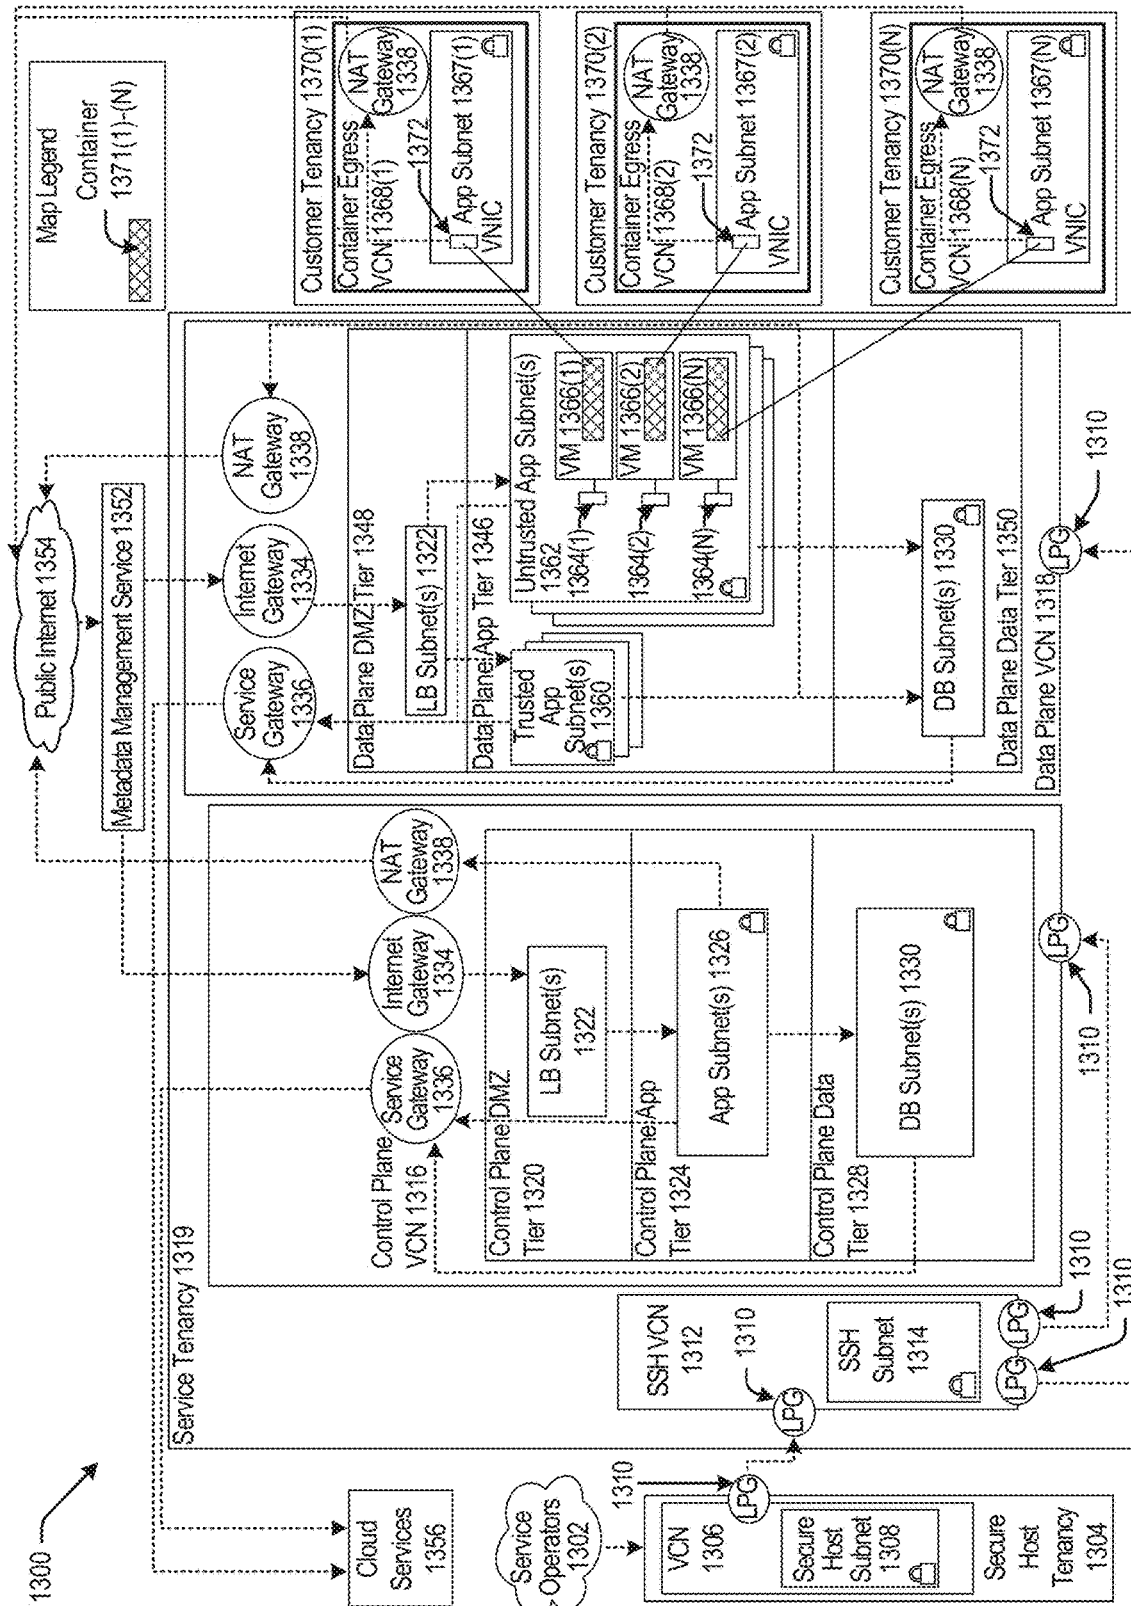 1300
Cloud
Services
1356
Service
Operators
1302
1310
LPG
VCN
1306
Secure
Host
Subnet
1308
Secure
Host
Tenancy
1304
Service Tenancy 1319
SSH VCN
1312
1310
LPG
SSH
Subnet
1314
LPG
LPG
1310
1310
Control Plane
VCN 1316
Service
Gateway
1336
Internet
Gateway
1334
NAT
Gateway
1338
Control Plane DMZ
Tier 1320
LB Subnet(s)
1322
Control Plane App
Tier 1324
App Subnet(s) 1326
Control Plane Data
Tier 1328
DB Subnet(s) 1330
LPG
1310
Public Internet 1354
Metadata Management Service 1352
Service
Gateway
1336
Internet
Gateway
1334
NAT
Gateway
1338
Data Plane DMZ Tier 1348
LB Subnet(s) 1322
Data Plane App Tier 1346
Trusted
App
Subnet(s)
1360
Untrusted App Subnet(s)
1362
1364(1)
VM 1366(1)
1364(2)
VM 1366(2)
1364(N)
VM 1366(N)
DB Subnet(s) 1330
Data Plane Data Tier 1350
Data Plane VCN 1318
LPG
1310
Map Legend
Container
1371(1)-(N)
Customer Tenancy 1370(1)
Container Egress
VCN 1368(1)
NAT
Gateway
1338
1372
App Subnet 1367(1)
VNIC
Customer Tenancy 1370(2)
Container Egress
VCN 1368(2)
NAT
Gateway
1338
1372
App Subnet 1367(2)
VNIC
Customer Tenancy 1370(N)
Container Egress
VCN 1368(N)
NAT
Gateway
1338
1372
App Subnet 1367(N)
VNIC